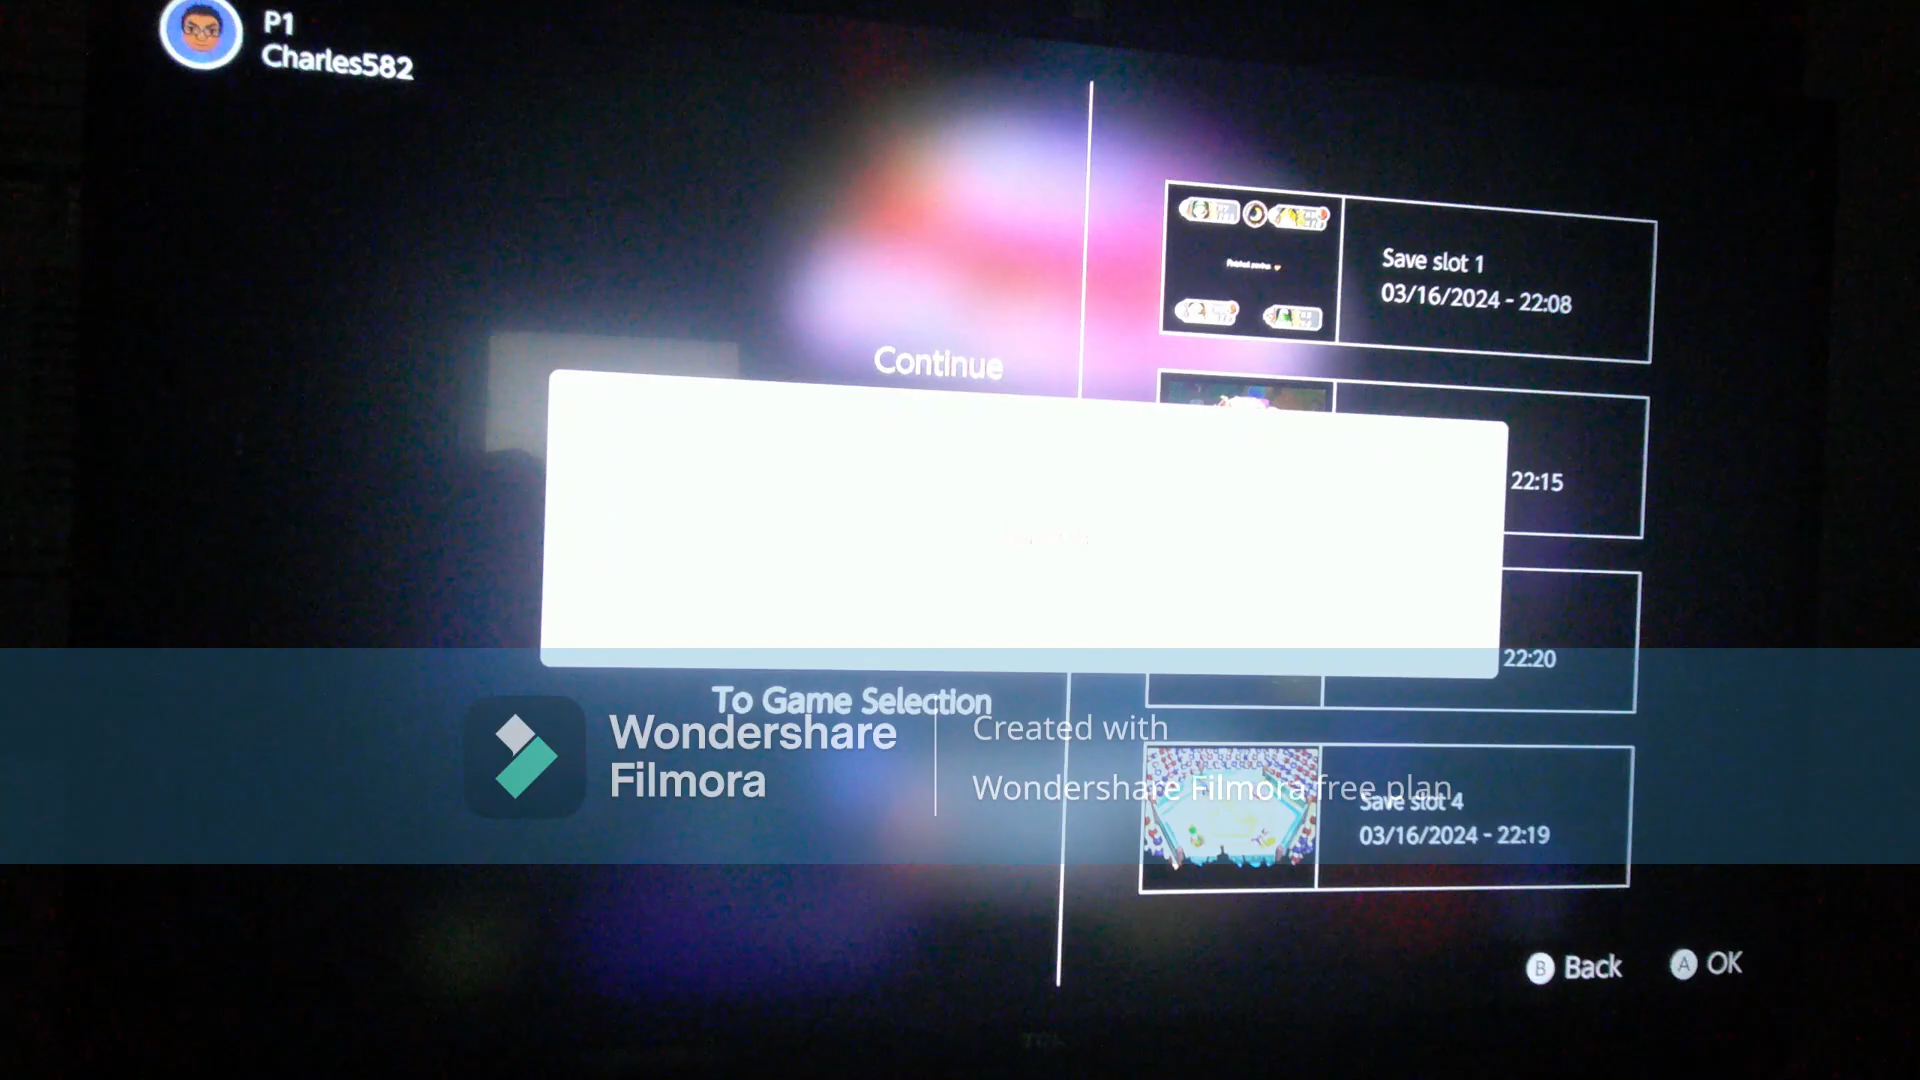 P1
Charles582
Continue
To Game Selection
Save slot 1
03/16/2024 - 22:08
22:15
22:20
Save slot 4
03/16/2024 - 22:19
B Back
A OK
Wondershare
Filmora
Created with
Wondershare Filmora free plan
TCL